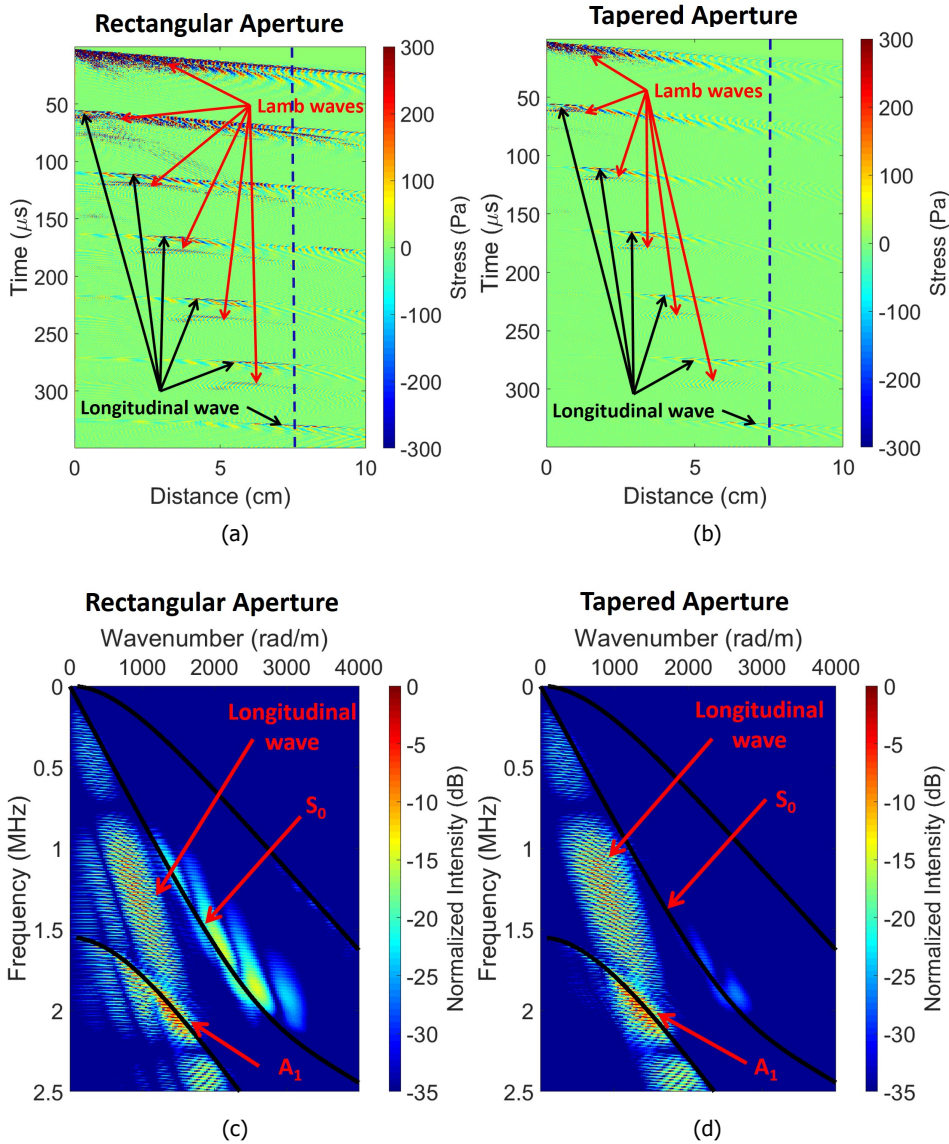 Rectangular Aperture
Tapered Aperture
300
200
100
0
-100
-200
-300
Stress (Pa)
50
100
150
200
250
300
Time (μs)
0
5
10
Distance (cm)
Lamb waves
Longitudinal wave
(a)
300
200
100
0
-100
-200
-300
Stress (Pa)
50
100
150
200
250
300
Time (μs)
0
5
10
Distance (cm)
Lamb waves
Longitudinal wave
(b)
Rectangular Aperture
Wavenumber (rad/m)
0
1000
2000
3000
4000
0
0.5
1
1.5
2
2.5
Frequency (MHz)
Longitudinal
wave
S0
A1
0
-5
-10
-15
-20
-25
-30
-35
Normalized Intensity (dB)
(c)
Tapered Aperture
Wavenumber (rad/m)
0
1000
2000
3000
4000
0
0.5
1
1.5
2
2.5
Frequency (MHz)
Longitudinal
wave
S0
A1
0
-5
-10
-15
-20
-25
-30
-35
Normalized Intensity (dB)
(d)